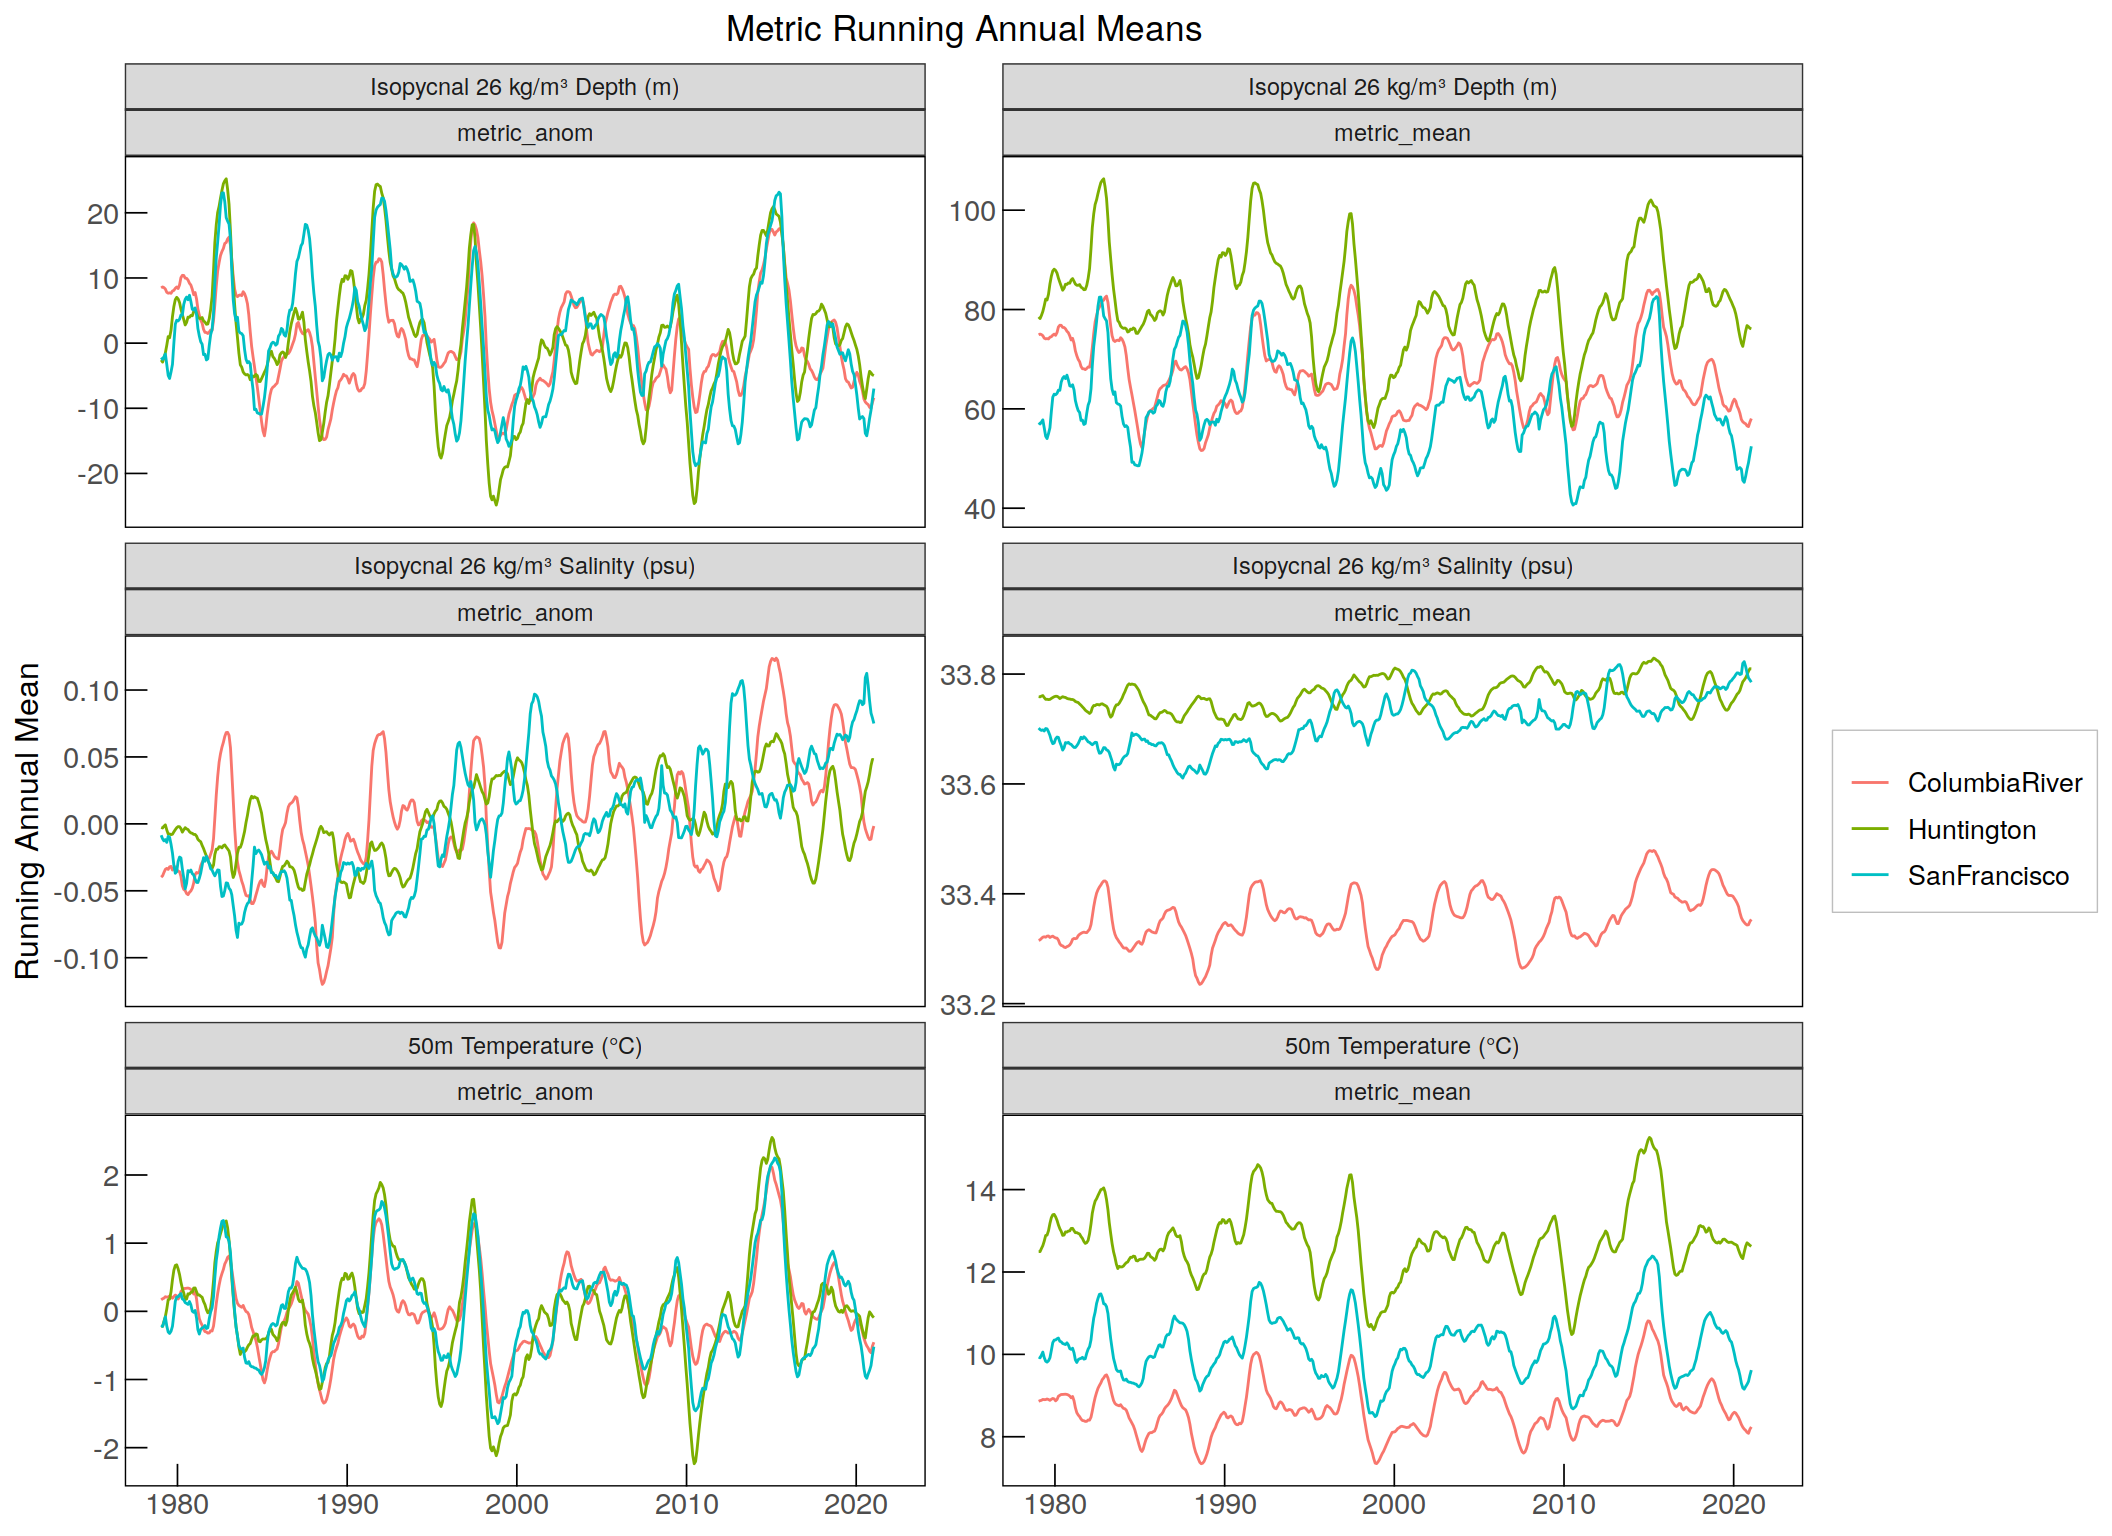 Metric Running Annual Means
Isopycnal 26 kg/m³ Depth (m)
metric_anom
20
10
0
-10
-20
Isopycnal 26 kg/m³ Depth (m)
metric_mean
100
80
60
40
Running Annual Mean
Isopycnal 26 kg/m³ Salinity (psu)
metric_anom
0.10
0.05
0.00
-0.05
-0.10
Isopycnal 26 kg/m³ Salinity (psu)
metric_mean
33.8
33.6
33.4
33.2
50m Temperature (°C)
metric_anom
2
1
0
-1
-2
1980 1990 2000 2010 2020
50m Temperature (°C)
metric_mean
14
12
10
8
1980 1990 2000 2010 2020
ColumbiaRiver
Huntington
SanFrancisco